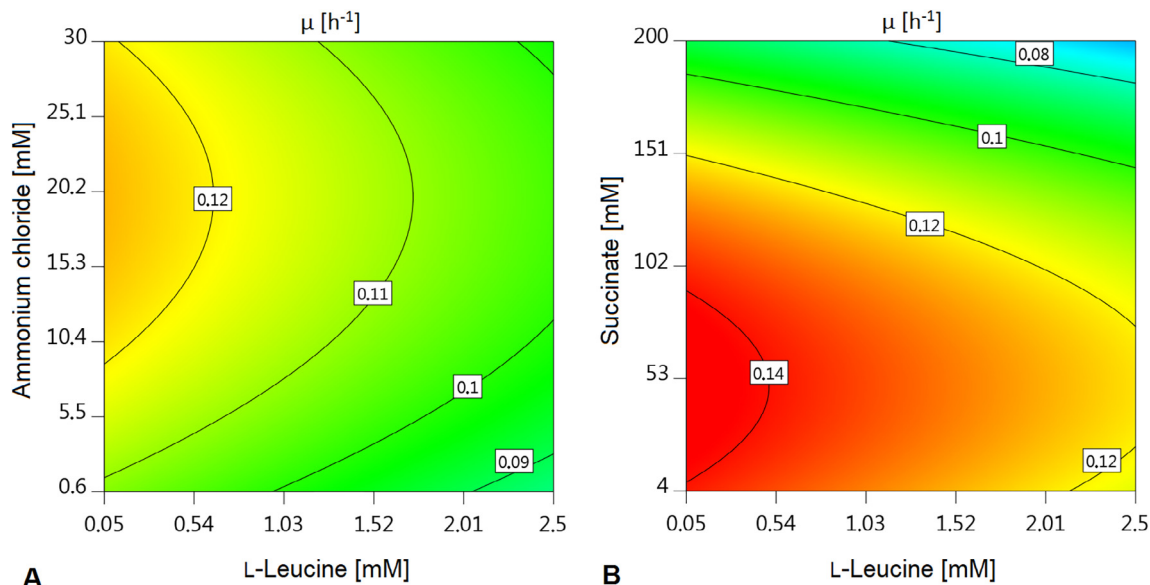 μ [h-1]
Ammonium chloride [mM]
30
25.1
20.2
15.3
10.4
5.5
0.6
0.12
0.11
0.1
0.09
0.05 0.54 1.03 1.52 2.01 2.5
L-Leucine [mM]
A
μ [h-1]
Succinate [mM]
200
151
102
53
4
0.08
0.1
0.12
0.14
0.12
0.05 0.54 1.03 1.52 2.01 2.5
L-Leucine [mM]
B